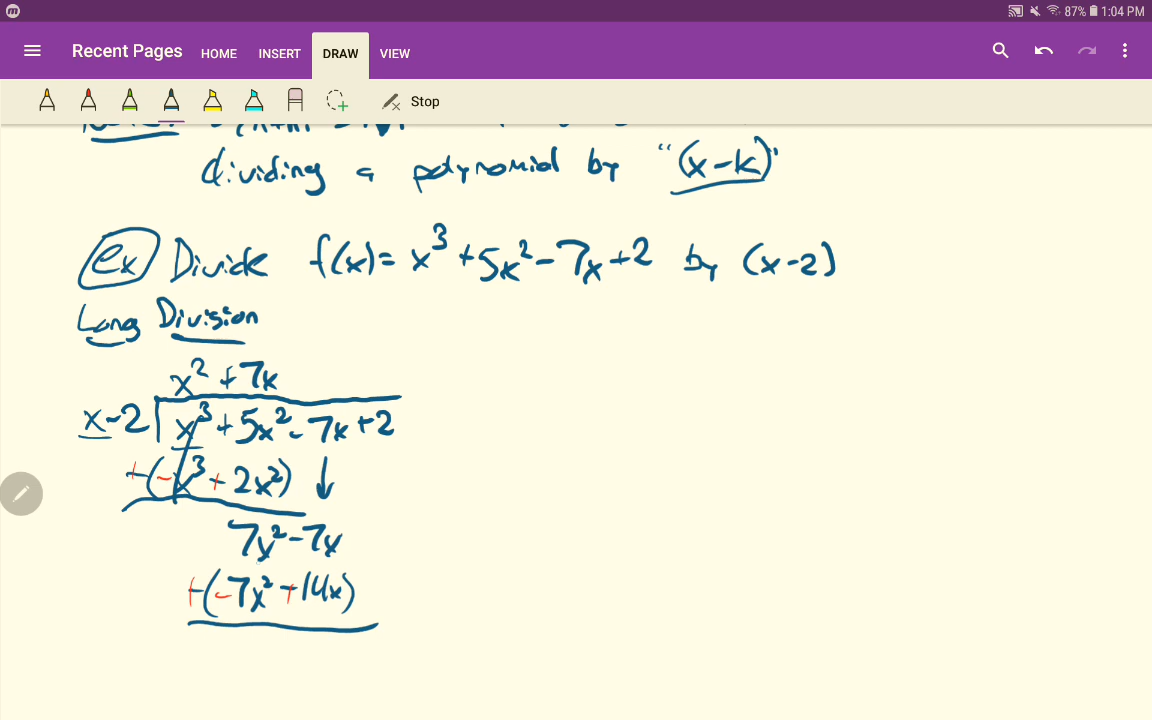 87% 1:04 PM
Recent Pages HOME INSERT DRAW VIEW
Stop
dividing a polynomial by "(x-k)"
ex Divide f(x)= x³ +5x² -7x +2 by (x-2)
Long Division
x² +7x
x-2 x³ +5x² -7x +2
+(-x³ + 2x²) ↓
7x² -7x
+(-7x² +14x)